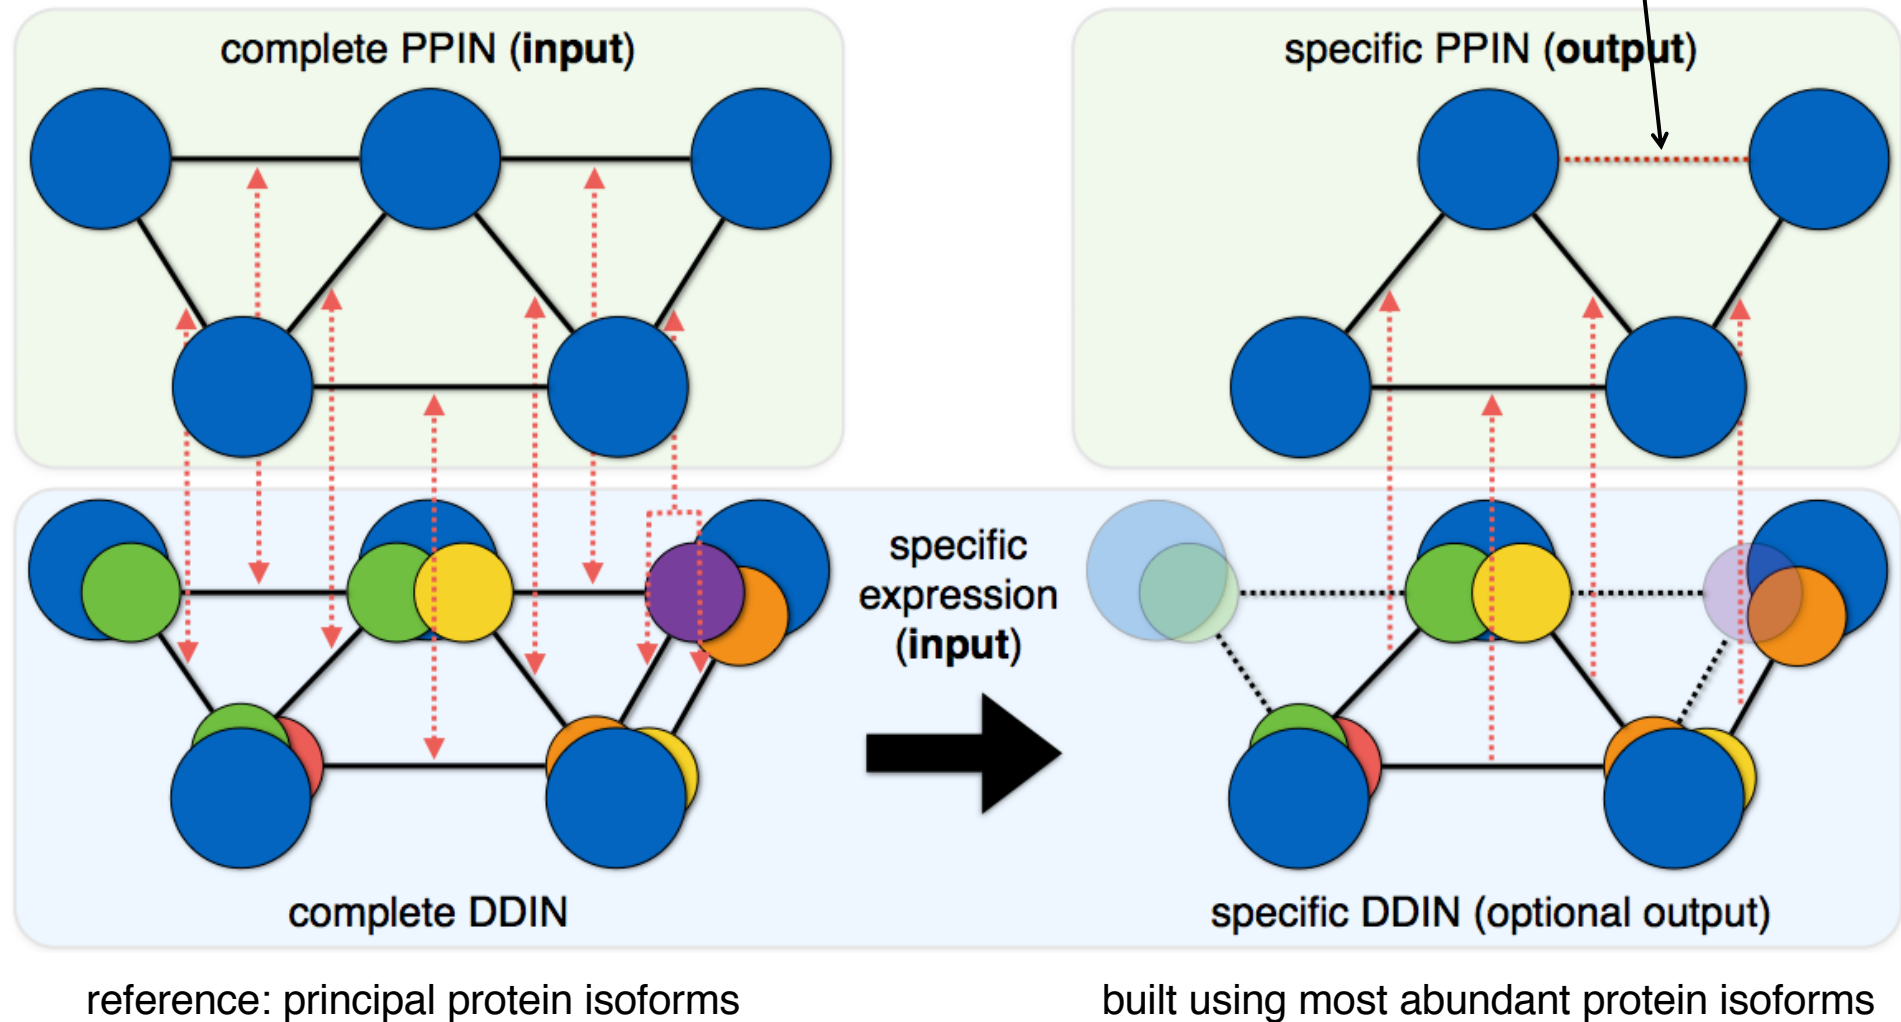 complete PPIN (input)
specific PPIN (output)
specific
expression
(input)
complete DDIN
specific DDIN (optional output)
reference: principal protein isoforms
built using most abundant protein isoforms